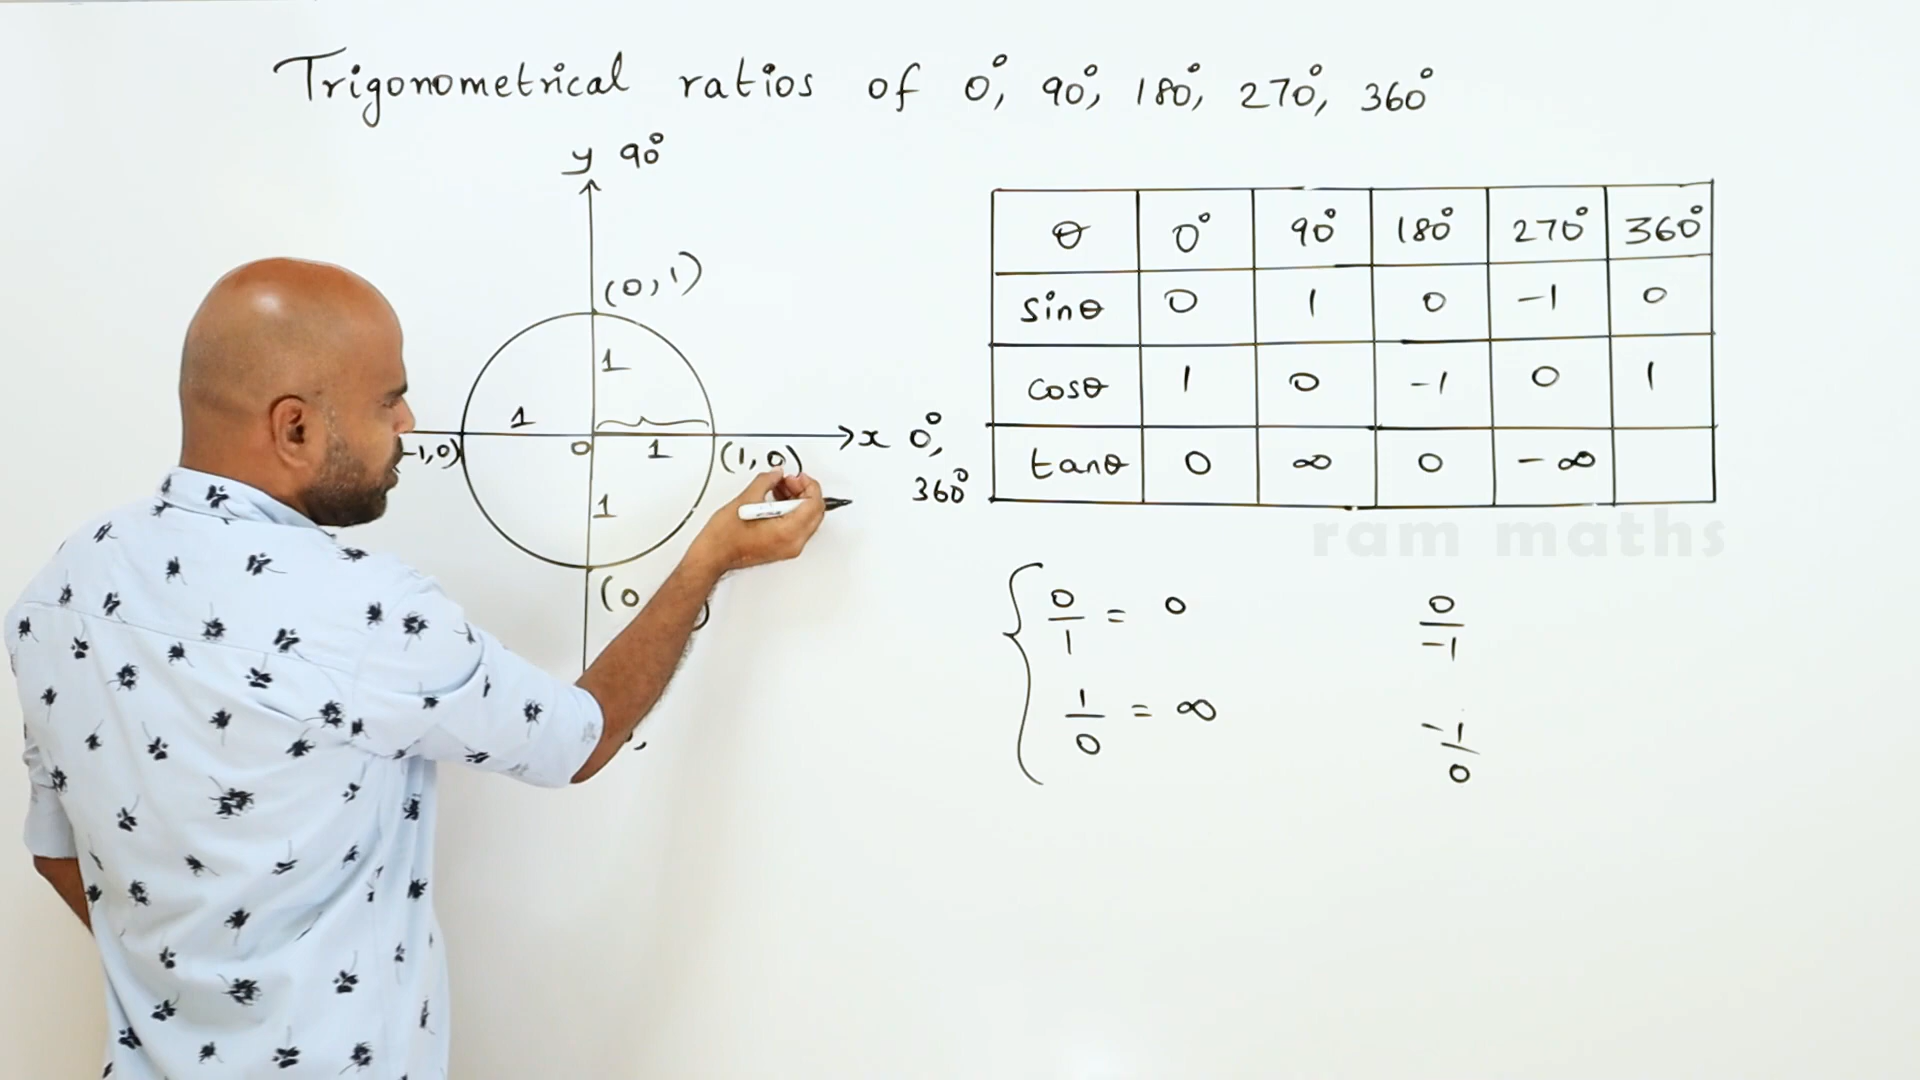 Trigonometrical ratios of 0°, 90°, 180°, 270°, 360°
y 90°
(0,1)
1
1
0
1
x 0°,
360°
-1,0)
(1,0)
1
(0
)
θ 0° 90° 180° 270° 360°
sinθ 0 1 0 -1 0
cosθ 1 0 -1 0 1
tanθ 0 ∞ 0 -∞
ram maths
0/1 = 0
0/-1
1/0 = ∞
-1/0